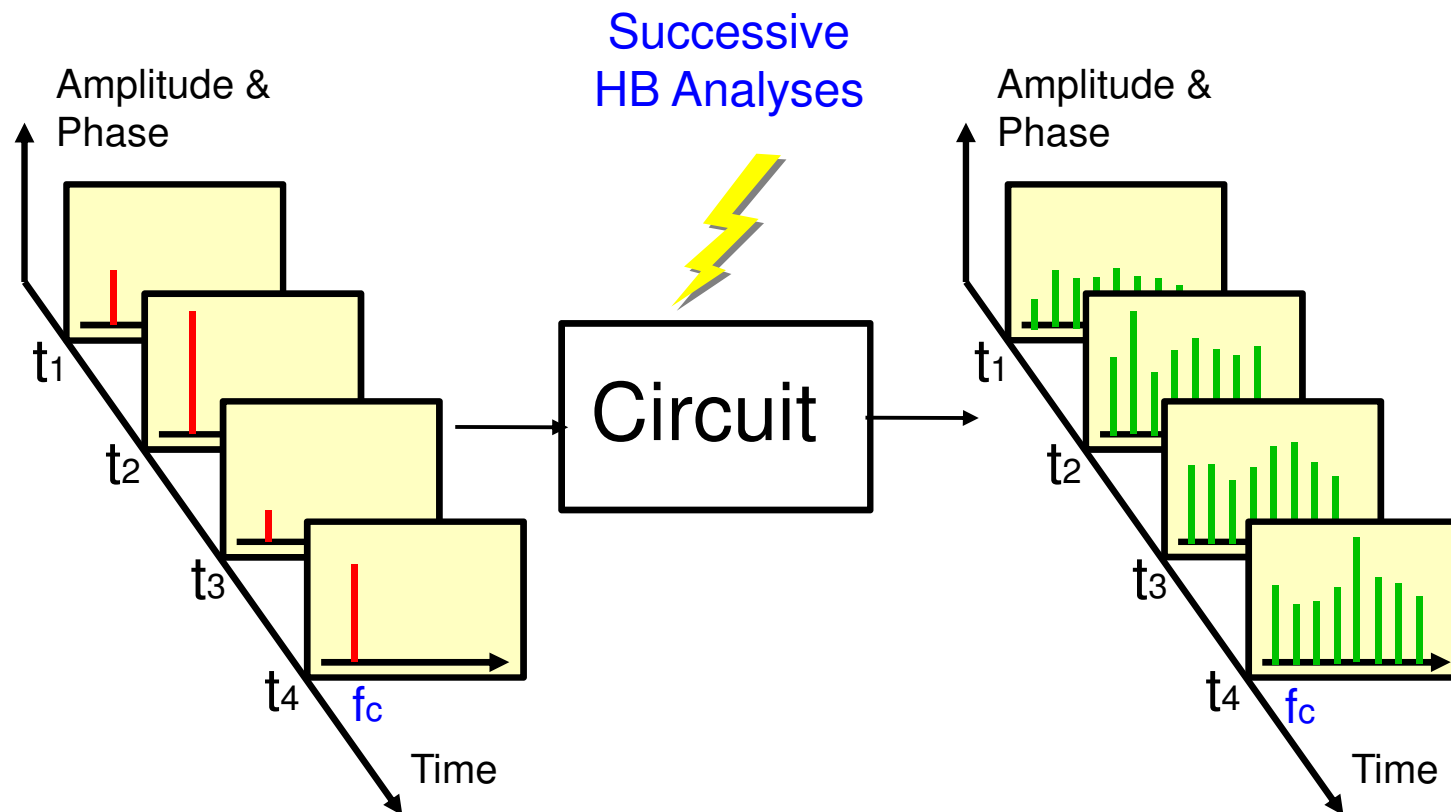 Successive
HB Analyses
Amplitude &
Phase
t1
t2
t3
t4
fc
Time
Circuit
Amplitude &
Phase
t1
t2
t3
t4
fc
Time